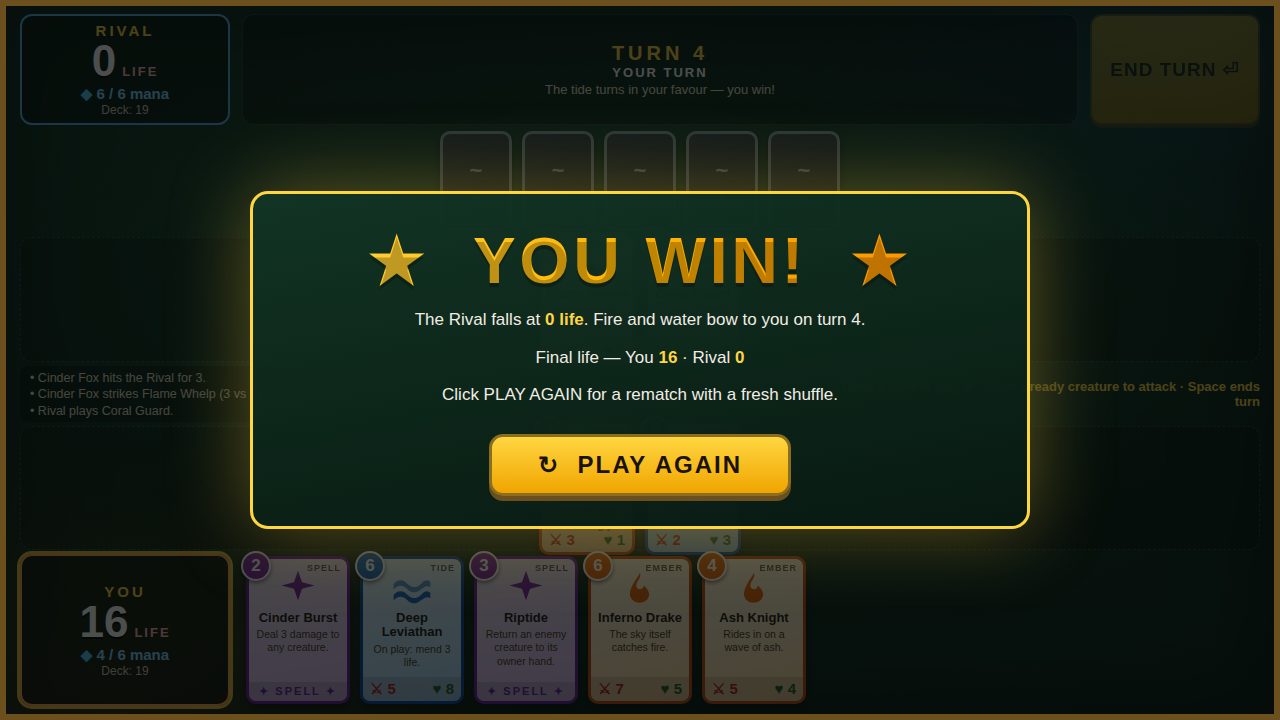 RIVAL
0 LIFE
◆ 6 / 6 mana
Deck: 19
TURN 4
YOUR TURN
The tide turns in your favour — you win!
END TURN ⏎
~ ~ ~ ~ ~
★ YOU WIN! ★
The Rival falls at 0 life. Fire and water bow to you on turn 4.
Final life — You 16 · Rival 0
Click PLAY AGAIN for a rematch with a fresh shuffle.
↻ PLAY AGAIN
• Cinder Fox hits the Rival for 3.
• Cinder Fox strikes Flame Whelp (3 vs
• Rival plays Coral Guard.
ready creature to attack · Space ends
turn
⚔ 3 ♥ 1
⚔ 2 ♥ 3
YOU
16 LIFE
◆ 4 / 6 mana
Deck: 19
2 SPELL
Cinder Burst
Deal 3 damage to
any creature.
✦ SPELL ✦
6 TIDE
Deep
Leviathan
On play: mend 3
life.
⚔ 5 ♥ 8
3 SPELL
Riptide
Return an enemy
creature to its
owner hand.
✦ SPELL ✦
6 EMBER
Inferno Drake
The sky itself
catches fire.
⚔ 7 ♥ 5
4 EMBER
Ash Knight
Rides in on a
wave of ash.
⚔ 5 ♥ 4